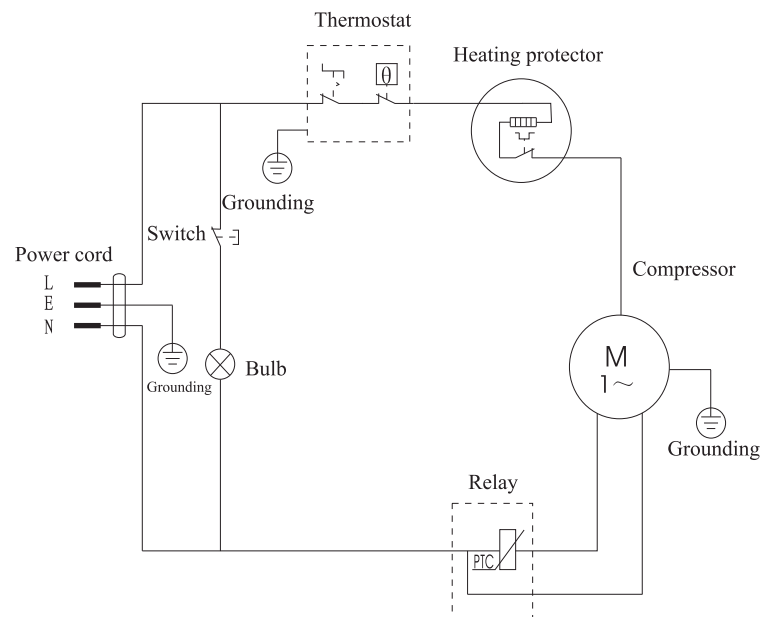 Thermostat
Heating protector
θ
Grounding
Switch
Power cord
L
E
N
Compressor
M
1~
Grounding
Bulb
Grounding
Relay
PTC